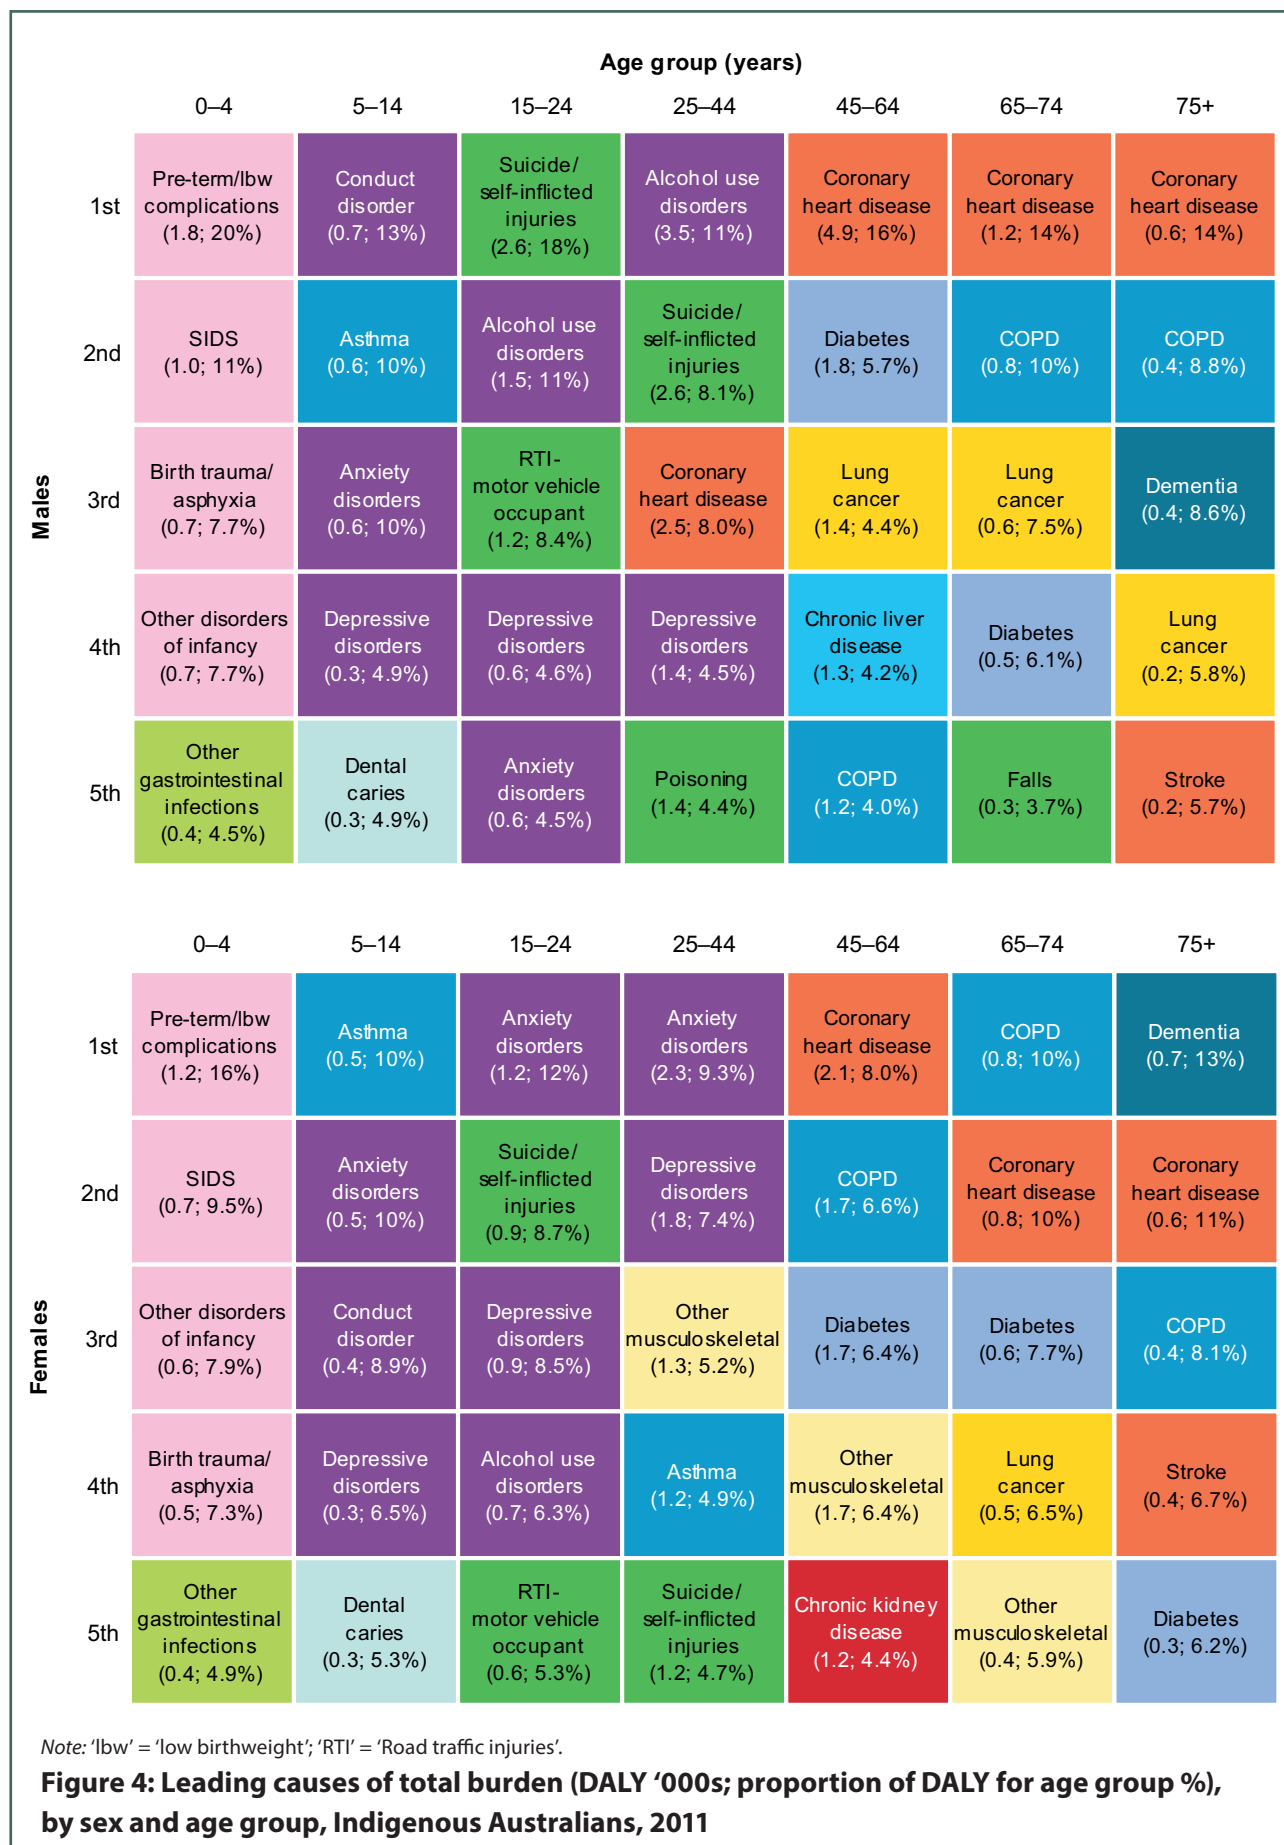 Age group (years)
0–4 5–14 15–24 25–44 45–64 65–74 75+
Males
1st
Pre-term/lbw
complications
(1.8; 20%)
Conduct
disorder
(0.7; 13%)
Suicide/
self-inflicted
injuries
(2.6; 18%)
Alcohol use
disorders
(3.5; 11%)
Coronary
heart disease
(4.9; 16%)
Coronary
heart disease
(1.2; 14%)
Coronary
heart disease
(0.6; 14%)
2nd
SIDS
(1.0; 11%)
Asthma
(0.6; 10%)
Alcohol use
disorders
(1.5; 11%)
Suicide/
self-inflicted
injuries
(2.6; 8.1%)
Diabetes
(1.8; 5.7%)
COPD
(0.8; 10%)
COPD
(0.4; 8.8%)
3rd
Birth trauma/
asphyxia
(0.7; 7.7%)
Anxiety
disorders
(0.6; 10%)
RTI-
motor vehicle
occupant
(1.2; 8.4%)
Coronary
heart disease
(2.5; 8.0%)
Lung
cancer
(1.4; 4.4%)
Lung
cancer
(0.6; 7.5%)
Dementia
(0.4; 8.6%)
4th
Other disorders
of infancy
(0.7; 7.7%)
Depressive
disorders
(0.3; 4.9%)
Depressive
disorders
(0.6; 4.6%)
Depressive
disorders
(1.4; 4.5%)
Chronic liver
disease
(1.3; 4.2%)
Diabetes
(0.5; 6.1%)
Lung
cancer
(0.2; 5.8%)
5th
Other
gastrointestinal
infections
(0.4; 4.5%)
Dental
caries
(0.3; 4.9%)
Anxiety
disorders
(0.6; 4.5%)
Poisoning
(1.4; 4.4%)
COPD
(1.2; 4.0%)
Falls
(0.3; 3.7%)
Stroke
(0.2; 5.7%)
0–4 5–14 15–24 25–44 45–64 65–74 75+
Females
1st
Pre-term/lbw
complications
(1.2; 16%)
Asthma
(0.5; 10%)
Anxiety
disorders
(1.2; 12%)
Anxiety
disorders
(2.3; 9.3%)
Coronary
heart disease
(2.1; 8.0%)
COPD
(0.8; 10%)
Dementia
(0.7; 13%)
2nd
SIDS
(0.7; 9.5%)
Anxiety
disorders
(0.5; 10%)
Suicide/
self-inflicted
injuries
(0.9; 8.7%)
Depressive
disorders
(1.8; 7.4%)
COPD
(1.7; 6.6%)
Coronary
heart disease
(0.8; 10%)
Coronary
heart disease
(0.6; 11%)
3rd
Other disorders
of infancy
(0.6; 7.9%)
Conduct
disorder
(0.4; 8.9%)
Depressive
disorders
(0.9; 8.5%)
Other
musculoskeletal
(1.3; 5.2%)
Diabetes
(1.7; 6.4%)
Diabetes
(0.6; 7.7%)
COPD
(0.4; 8.1%)
4th
Birth trauma/
asphyxia
(0.5; 7.3%)
Depressive
disorders
(0.3; 6.5%)
Alcohol use
disorders
(0.7; 6.3%)
Asthma
(1.2; 4.9%)
Other
musculoskeletal
(1.7; 6.4%)
Lung
cancer
(0.5; 6.5%)
Stroke
(0.4; 6.7%)
5th
Other
gastrointestinal
infections
(0.4; 4.9%)
Dental
caries
(0.3; 5.3%)
RTI-
motor vehicle
occupant
(0.6; 5.3%)
Suicide/
self-inflicted
injuries
(1.2; 4.7%)
Chronic kidney
disease
(1.2; 4.4%)
Other
musculoskeletal
(0.4; 5.9%)
Diabetes
(0.3; 6.2%)
Note: ‘lbw’ = ‘low birthweight’; ‘RTI’ = ‘Road traffic injuries’.
Figure 4: Leading causes of total burden (DALY ‘000s; proportion of DALY for age group %),
by sex and age group, Indigenous Australians, 2011